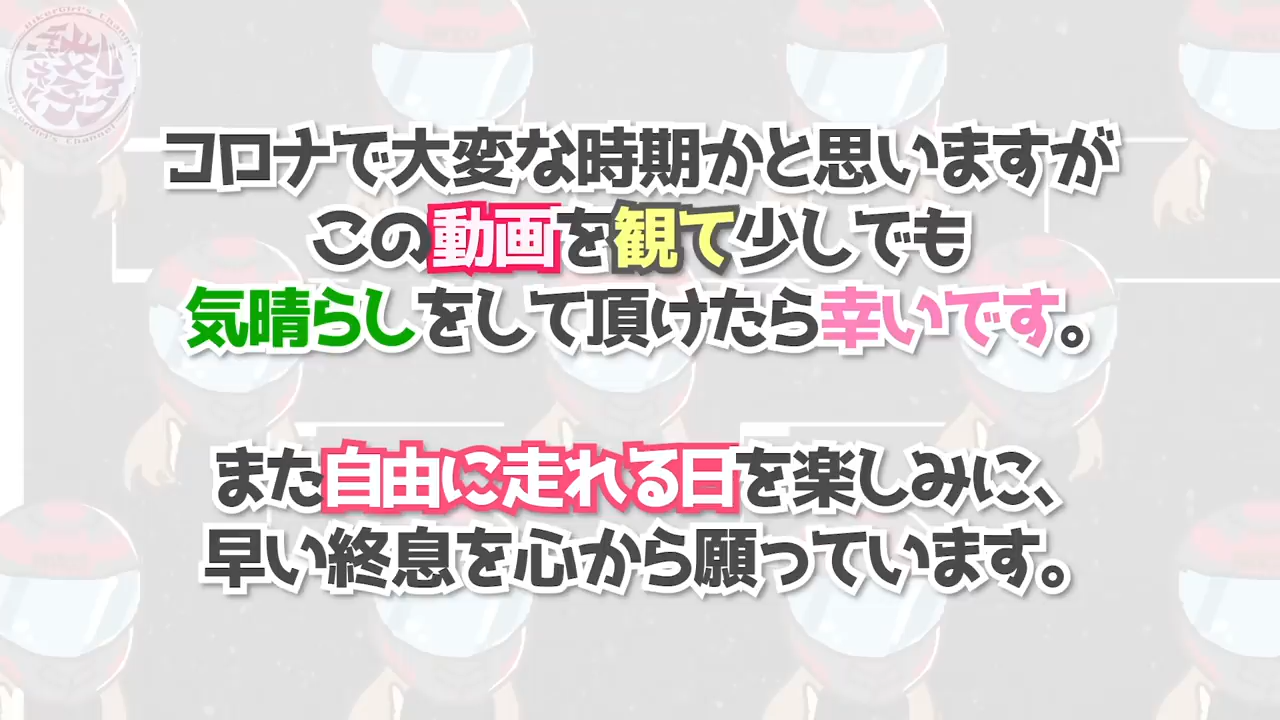 BikerGirl's Channel
コロナで大変な時期かと思いますが
この動画を観て少しでも
気晴らしをして頂けたら幸いです。
また自由に走れる日を楽しみに、
早い終息を心から願っています。